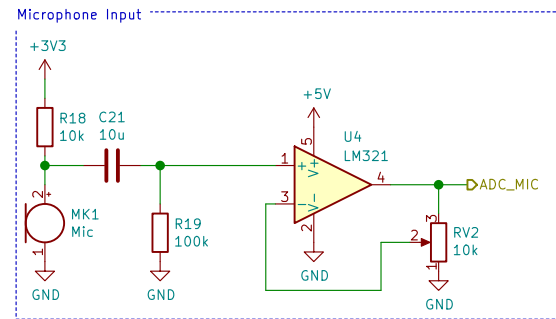 Microphone Input
+3V3
R18
10k
C21
10u
2
+
MK1
Mic
1
GND
R19
100k
GND
+5V
U4
LM321
1
+
5
V+
3
-
V-
2
4
GND
ADC_MIC
3
2
RV2
10k
1
GND